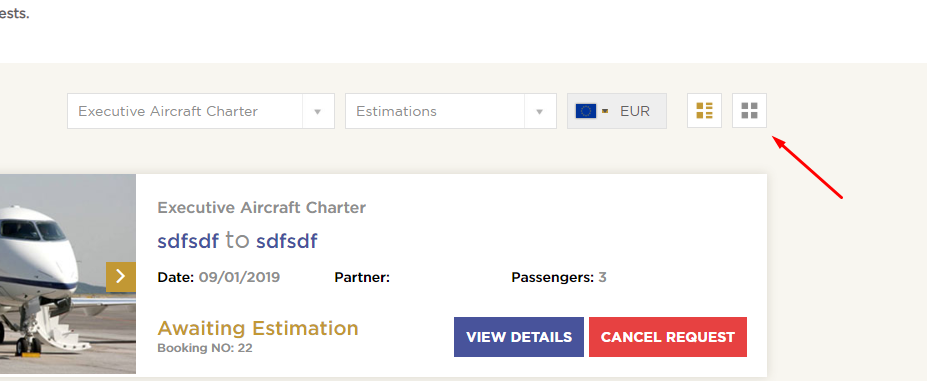 ests.
Executive Aircraft Charter
Estimations
EUR
Executive Aircraft Charter
sdfsdf to sdfsdf
Date: 09/01/2019
Partner:
Passengers: 3
Awaiting Estimation
Booking NO: 22
VIEW DETAILS
CANCEL REQUEST